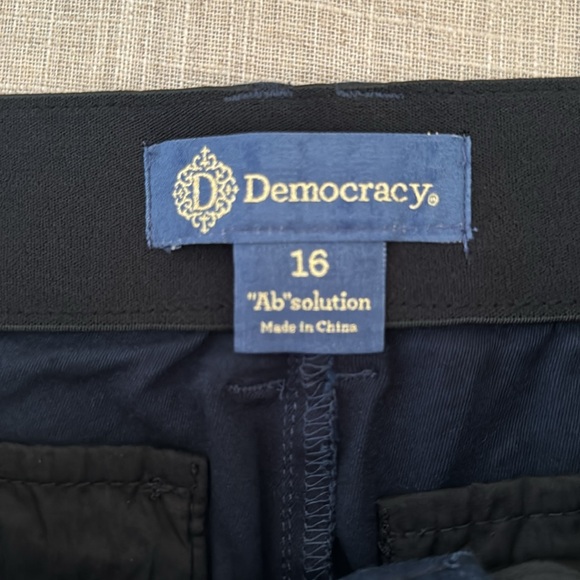 D Democracy®
16
"Ab"solution
Made in China